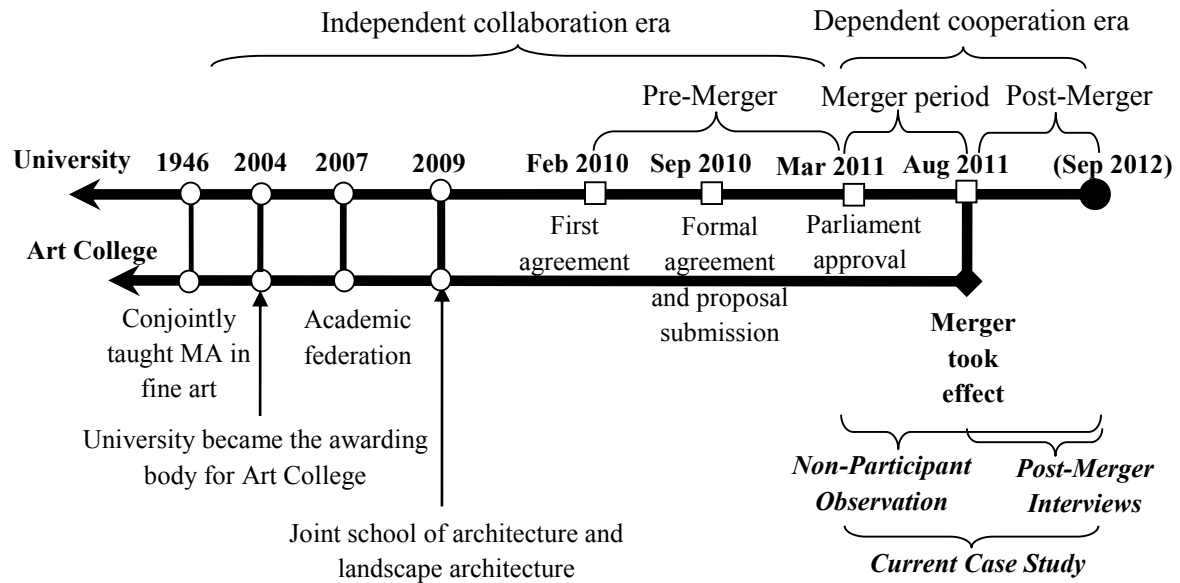 Independent collaboration era
Dependent cooperation era
Pre-Merger
Merger period
Post-Merger
University
1946
2004
2007
2009
Feb 2010
Sep 2010
Mar 2011
Aug 2011
(Sep 2012)
First
agreement
Formal
agreement
and proposal
submission
Parliament
approval
Art College
Conjointly
taught MA in
fine art
Academic
federation
Merger
took
effect
University became the awarding
body for Art College
Joint school of architecture and
landscape architecture
Non-Participant
Observation
Post-Merger
Interviews
Current Case Study